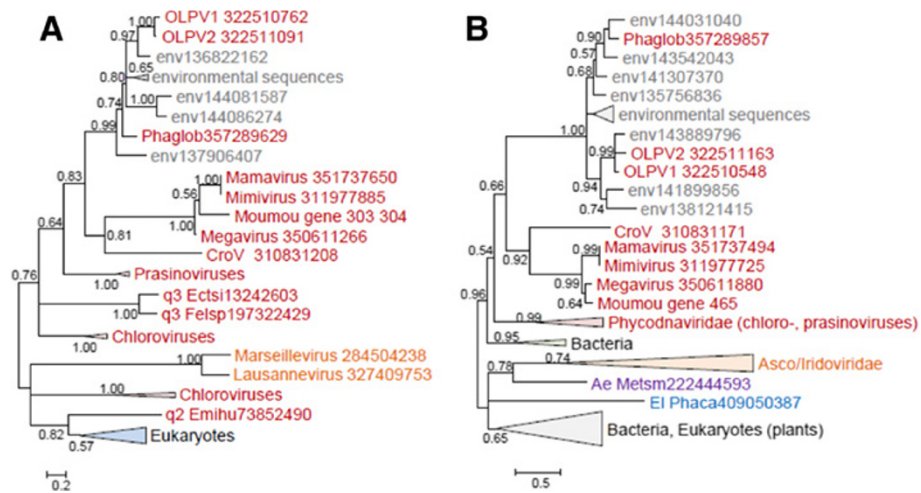 A
1.00
OLPV1 322510762
0.97
OLPV2 322511091
env136822162
0.65
0.80
environmental sequences
0.74
1.00
env144081587
env144086274
0.99
Phaglob357289629
env137906407
0.83
1.00
Mamavirus 351737650
0.56
Mimivirus 311977885
Moumou gene 303 304
1.00
0.64
0.81
Megavirus 350611266
CroV 310831208
0.76
Prasinoviruses
1.00
q3 Ectsi13242603
1.00
q3 Felsp197322429
Chloroviruses
1.00
1.00
Marseillevirus 284504238
Lausannevirus 327409753
1.00
Chloroviruses
q2 Emihu73852490
0.82
0.57
Eukaryotes
0.2
B
env144031040
0.90
Phaglob357289857
0.57
env143542043
0.68
env141307370
env135756836
environmental sequences
1.00
env143889796
0.99
OLPV2 322511163
OLPV1 322510548
0.66
0.94
env141899856
0.74
env138121415
CroV 310831171
0.54
0.99
Mamavirus 351737494
0.92
Mimivirus 311977725
0.99
Megavirus 350611880
0.64
Moumou gene 465
0.96
0.99
Phycodnaviridae (chloro-, prasinoviruses)
0.95
Bacteria
0.74
Asco/Iridoviridae
0.78
Ae Metsm222444593
El Phaca409050387
0.65
Bacteria, Eukaryotes (plants)
0.5